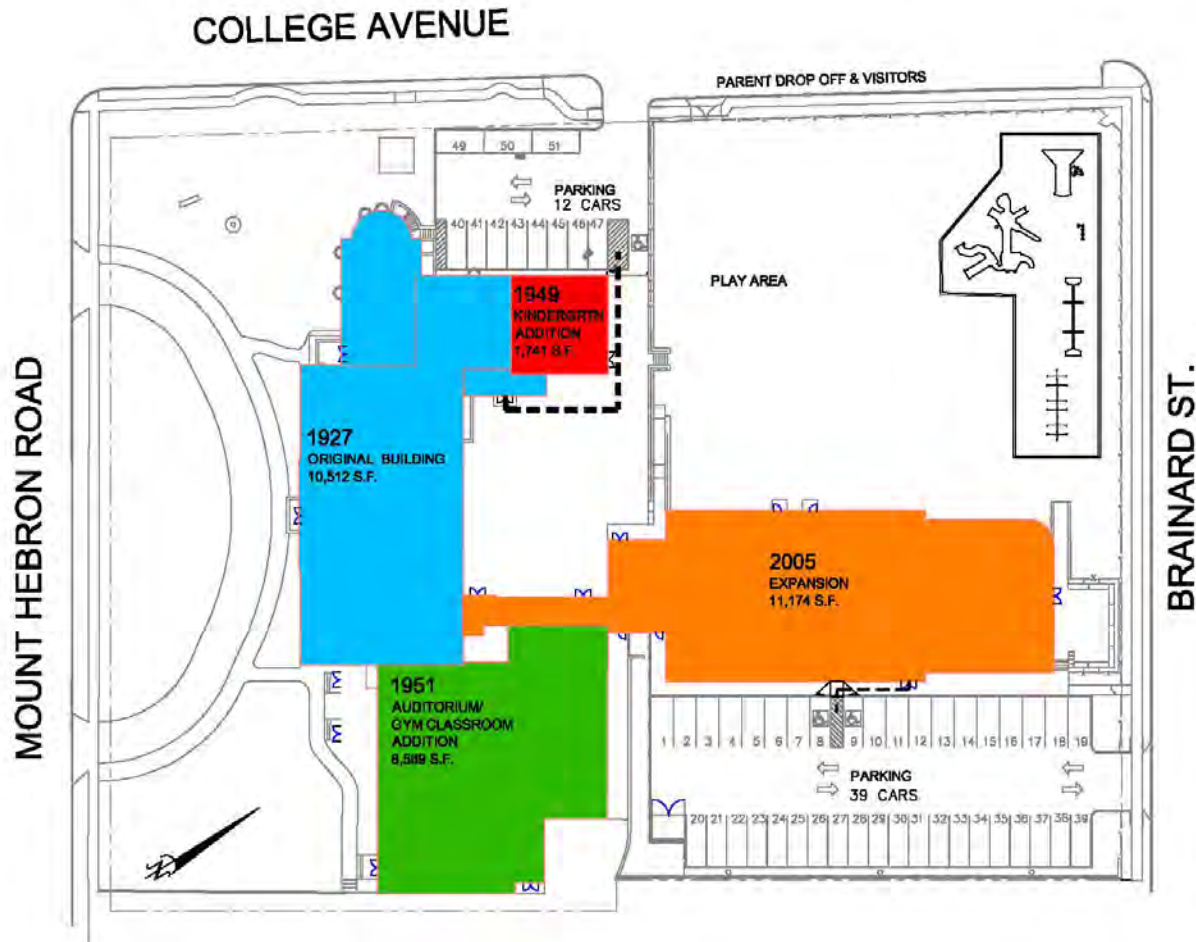 COLLEGE AVENUE
PARENT DROP OFF & VISITORS
49 50 51
PARKING
12 CARS
40 41 42 43 44 45 46 47
PLAY AREA
1949
KINDERGRTN
ADDITION
1,741 S.F.
MOUNT HEBRON ROAD
BRAINARD ST.
1927
ORIGINAL BUILDING
10,512 S.F.
2005
EXPANSION
11,174 S.F.
1951
AUDITORIUM/
GYM CLASSROOM
ADDITION
8,589 S.F.
1 2 3 4 5 6 7 8 9 10 11 12 13 14 15 16 17 18 19
PARKING
39 CARS
20 21 22 23 24 25 26 27 28 29 30 31 32 33 34 35 36 37 38 39
N